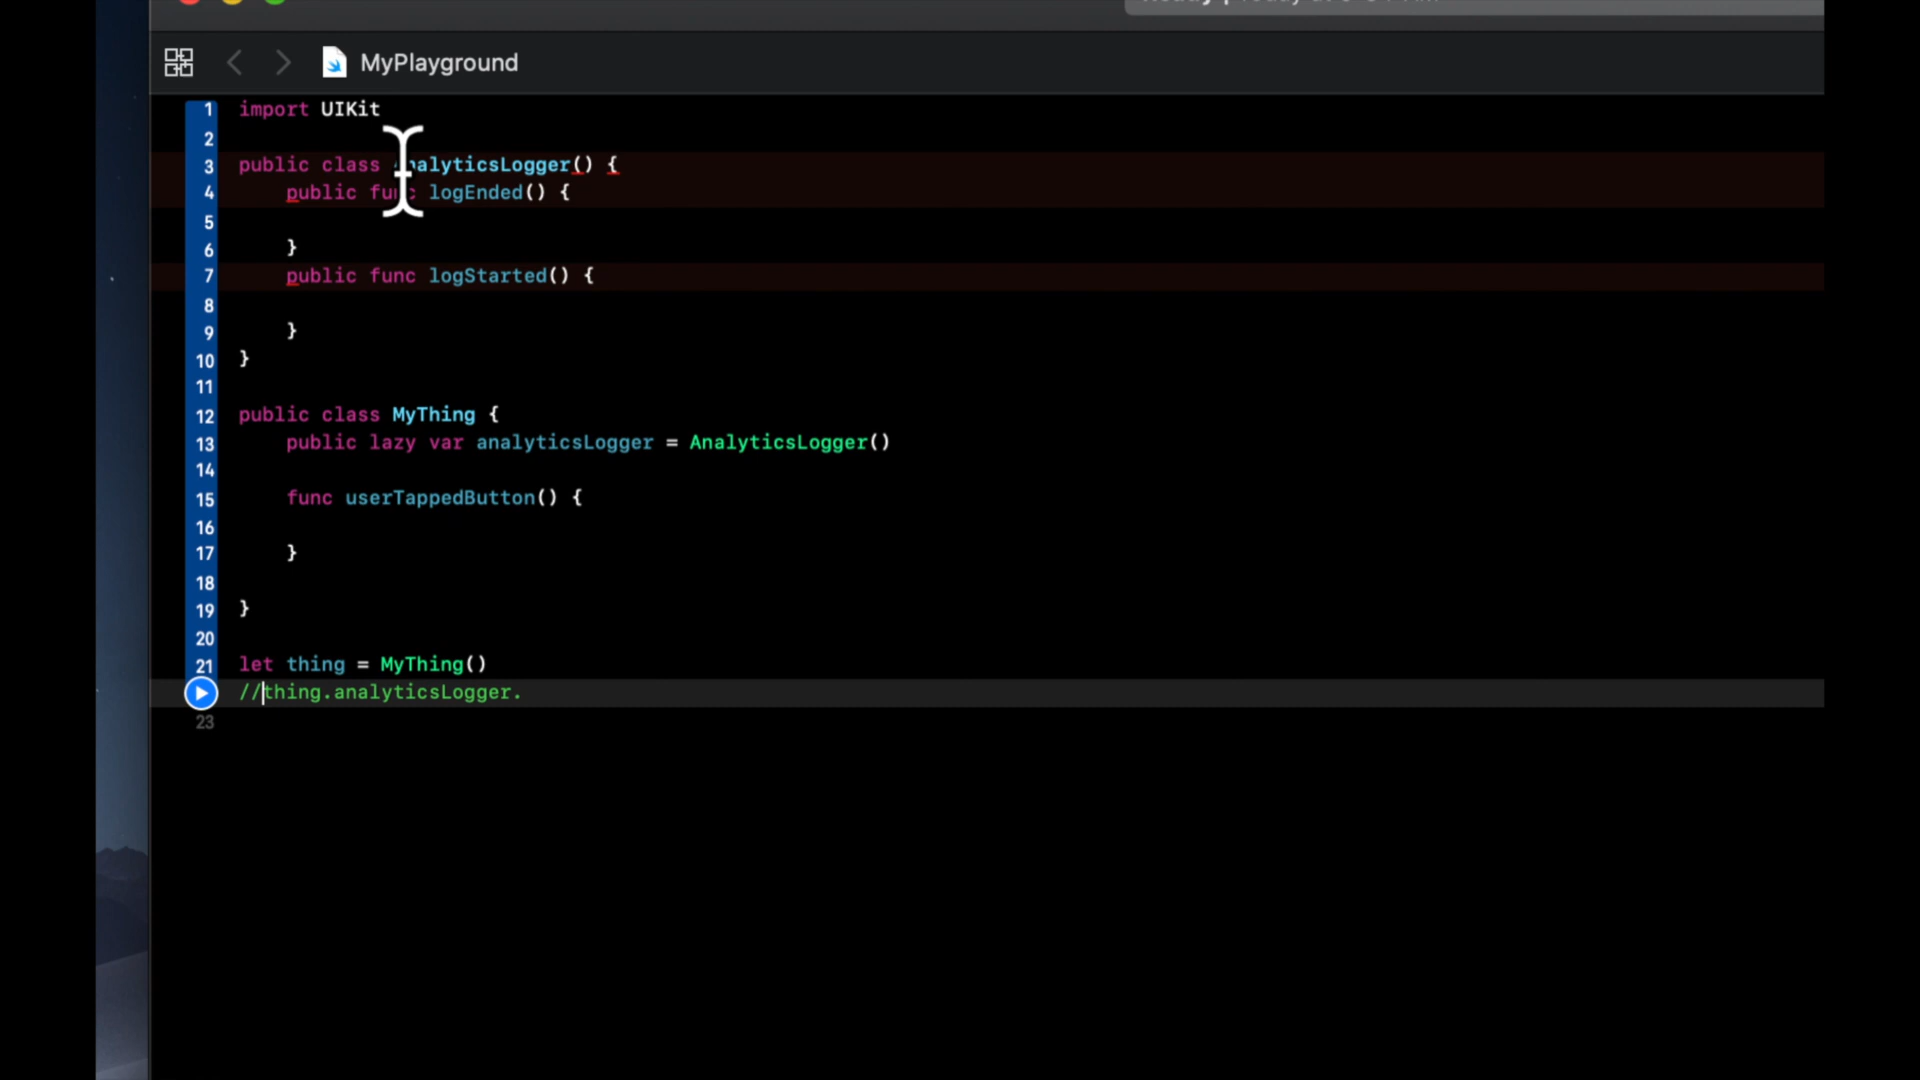 MyPlayground
1 import UIKit
2
3 public class AnalyticsLogger() {
4 public func logEnded() {
5
6 }
7 public func logStarted() {
8
9 }
10 }
11
12 public class MyThing {
13 public lazy var analyticsLogger = AnalyticsLogger()
14
15 func userTappedButton() {
16
17 }
18
19 }
20
21 let thing = MyThing()
//thing.analyticsLogger.
23